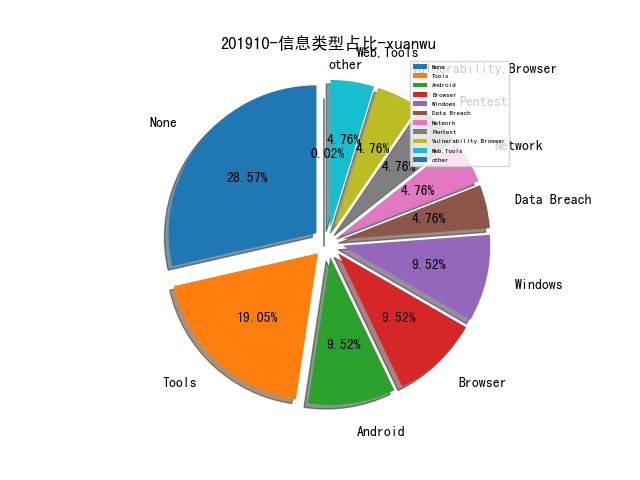 201910-信息类型占比-xuanwu
None
28.57%
Tools
19.05%
Android
9.52%
Browser
9.52%
Windows
9.52%
Data Breach
4.76%
Network
4.76%
Pentest
4.76%
Vulnerability,Browser
4.76%
Web,Tools
4.76%
other
0.02%
None
Tools
Android
Browser
Windows
Data Breach
Network
Pentest
Vulnerability,Browser
Web,Tools
other